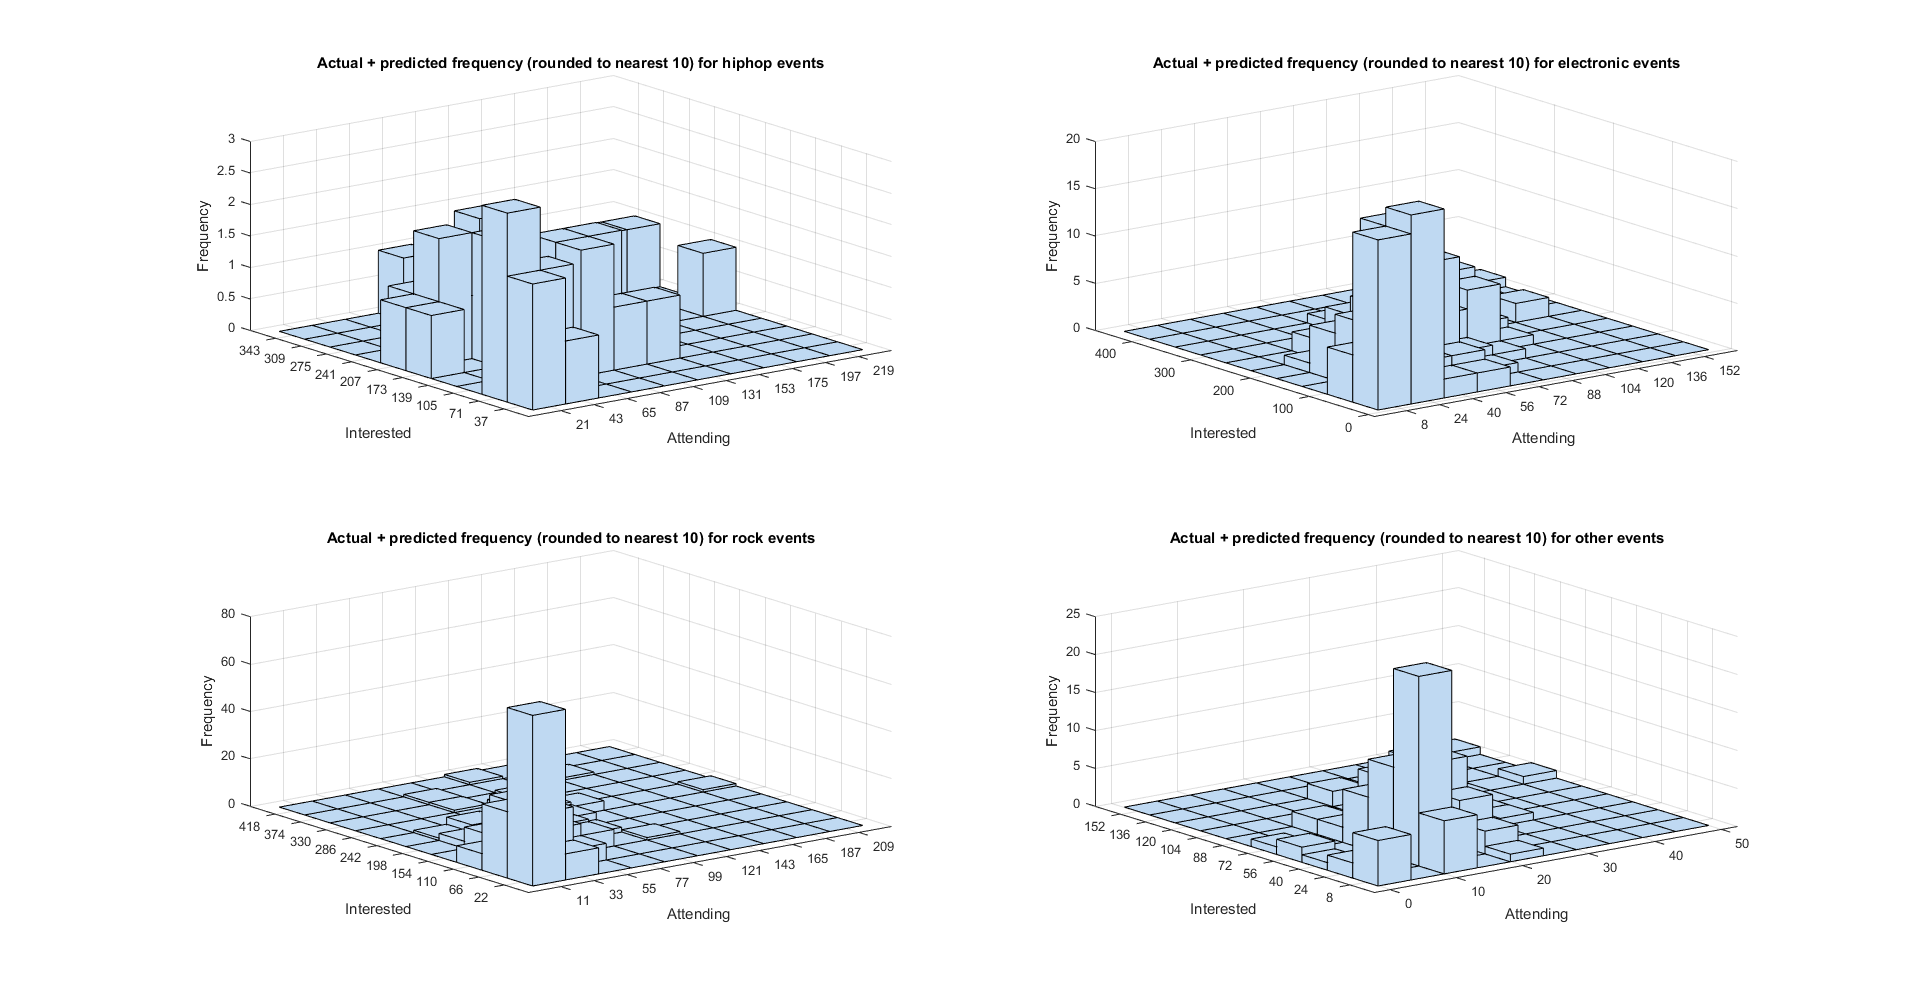 Actual + predicted frequency (rounded to nearest 10) for hiphop events
3
2.5
2
1.5
1
0.5
0
Frequency
343 309 275 241 207 173 139 105 71 37
Interested
21 43 65 87 109 131 153 175 197 219
Attending
Actual + predicted frequency (rounded to nearest 10) for electronic events
20
15
10
5
0
Frequency
400 300 200 100 0
Interested
8 24 40 56 72 88 104 120 136 152
Attending
Actual + predicted frequency (rounded to nearest 10) for rock events
80
60
40
20
0
Frequency
418 374 330 286 242 198 154 110 66 22
Interested
11 33 55 77 99 121 143 165 187 209
Attending
Actual + predicted frequency (rounded to nearest 10) for other events
25
20
15
10
5
0
Frequency
152 136 120 104 88 72 56 40 24 8
Interested
0 10 20 30 40 50
Attending